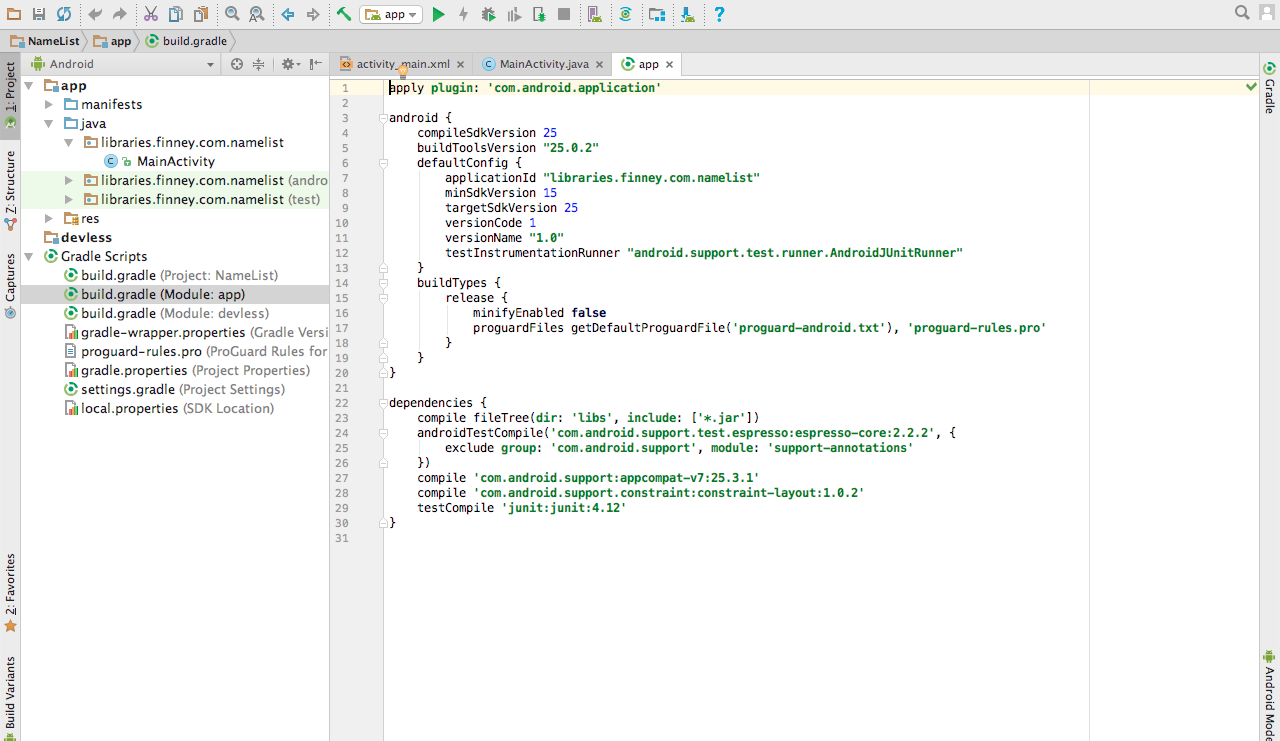 app
NameList app build.gradle
Android
activity_main.xml MainActivity.java app
1: Project
Z: Structure
Captures
2: Favorites
Build Variants
app
manifests
java
libraries.finney.com.namelist
MainActivity
libraries.finney.com.namelist (andro
libraries.finney.com.namelist (test)
res
devless
Gradle Scripts
build.gradle (Project: NameList)
build.gradle (Module: app)
build.gradle (Module: devless)
gradle-wrapper.properties (Gradle Versi
proguard-rules.pro (ProGuard Rules for
gradle.properties (Project Properties)
settings.gradle (Project Settings)
local.properties (SDK Location)
1 apply plugin: 'com.android.application'
2
3 android {
4 compileSdkVersion 25
5 buildToolsVersion "25.0.2"
6 defaultConfig {
7 applicationId "libraries.finney.com.namelist"
8 minSdkVersion 15
9 targetSdkVersion 25
10 versionCode 1
11 versionName "1.0"
12 testInstrumentationRunner "android.support.test.runner.AndroidJUnitRunner"
13 }
14 buildTypes {
15 release {
16 minifyEnabled false
17 proguardFiles getDefaultProguardFile('proguard-android.txt'), 'proguard-rules.pro'
18 }
19 }
20 }
21
22 dependencies {
23 compile fileTree(dir: 'libs', include: ['*.jar'])
24 androidTestCompile('com.android.support.test.espresso:espresso-core:2.2.2', {
25 exclude group: 'com.android.support', module: 'support-annotations'
26 })
27 compile 'com.android.support:appcompat-v7:25.3.1'
28 compile 'com.android.support.constraint:constraint-layout:1.0.2'
29 testCompile 'junit:junit:4.12'
30 }
31
Gradle
Android Mode